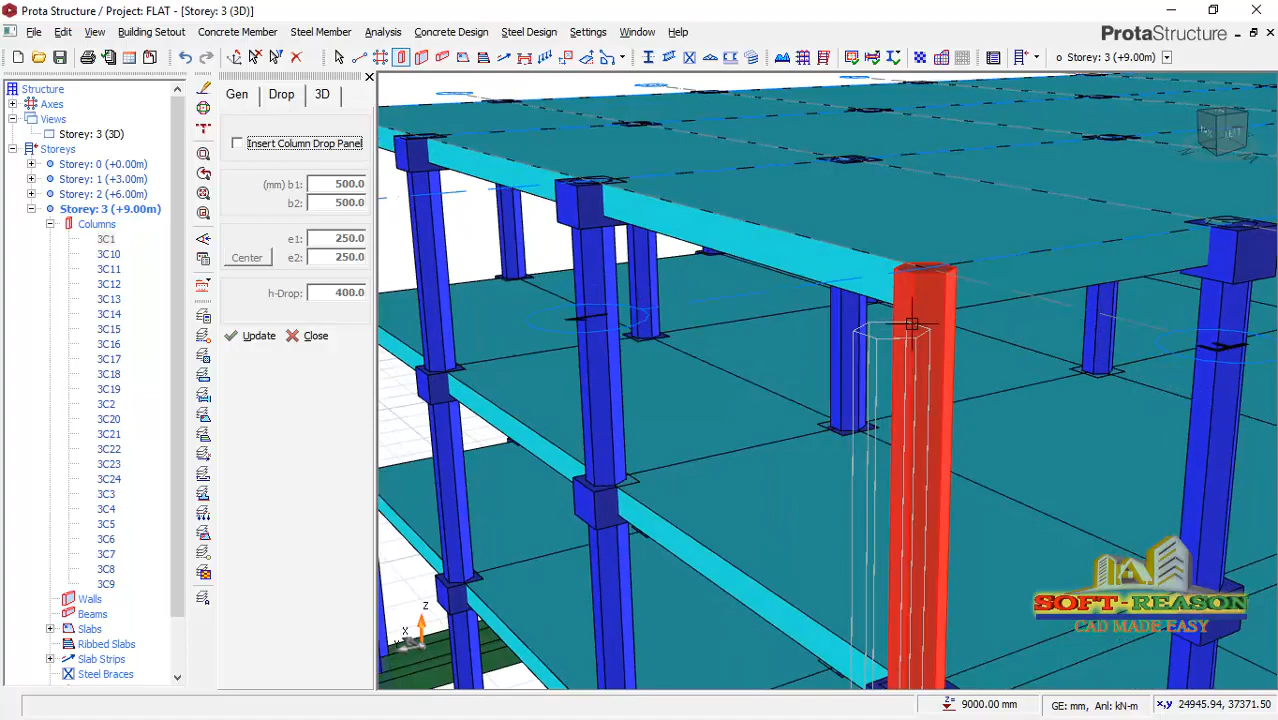 Prota Structure / Project: FLAT - [Storey: 3 (3D)]
File Edit View Building Setout Concrete Member Steel Member Analysis Concrete Design Steel Design Settings Window Help
ProtaStructure
Storey: 3 (+9.00m)
Structure
Axes
Views
Storey: 3 (3D)
Storeys
Storey: 0 (+0.00m)
Storey: 1 (+3.00m)
Storey: 2 (+6.00m)
Storey: 3 (+9.00m)
Columns
3C1
3C10
3C11
3C12
3C13
3C14
3C15
3C16
3C17
3C18
3C19
3C2
3C20
3C21
3C22
3C23
3C24
3C3
3C4
3C5
3C6
3C7
3C8
3C9
Walls
Beams
Slabs
Ribbed Slabs
Slab Strips
Steel Braces
Gen Drop 3D
Insert Column Drop Panel
(mm) b1: 500.0
b2: 500.0
e1: 250.0
Center e2: 250.0
h-Drop: 400.0
Update Close
Z
X
SOFT-REASON
CAD MADE EASY
9000.00 mm GE: mm, Anl: kN-m x,y 24945.94, 37371.50